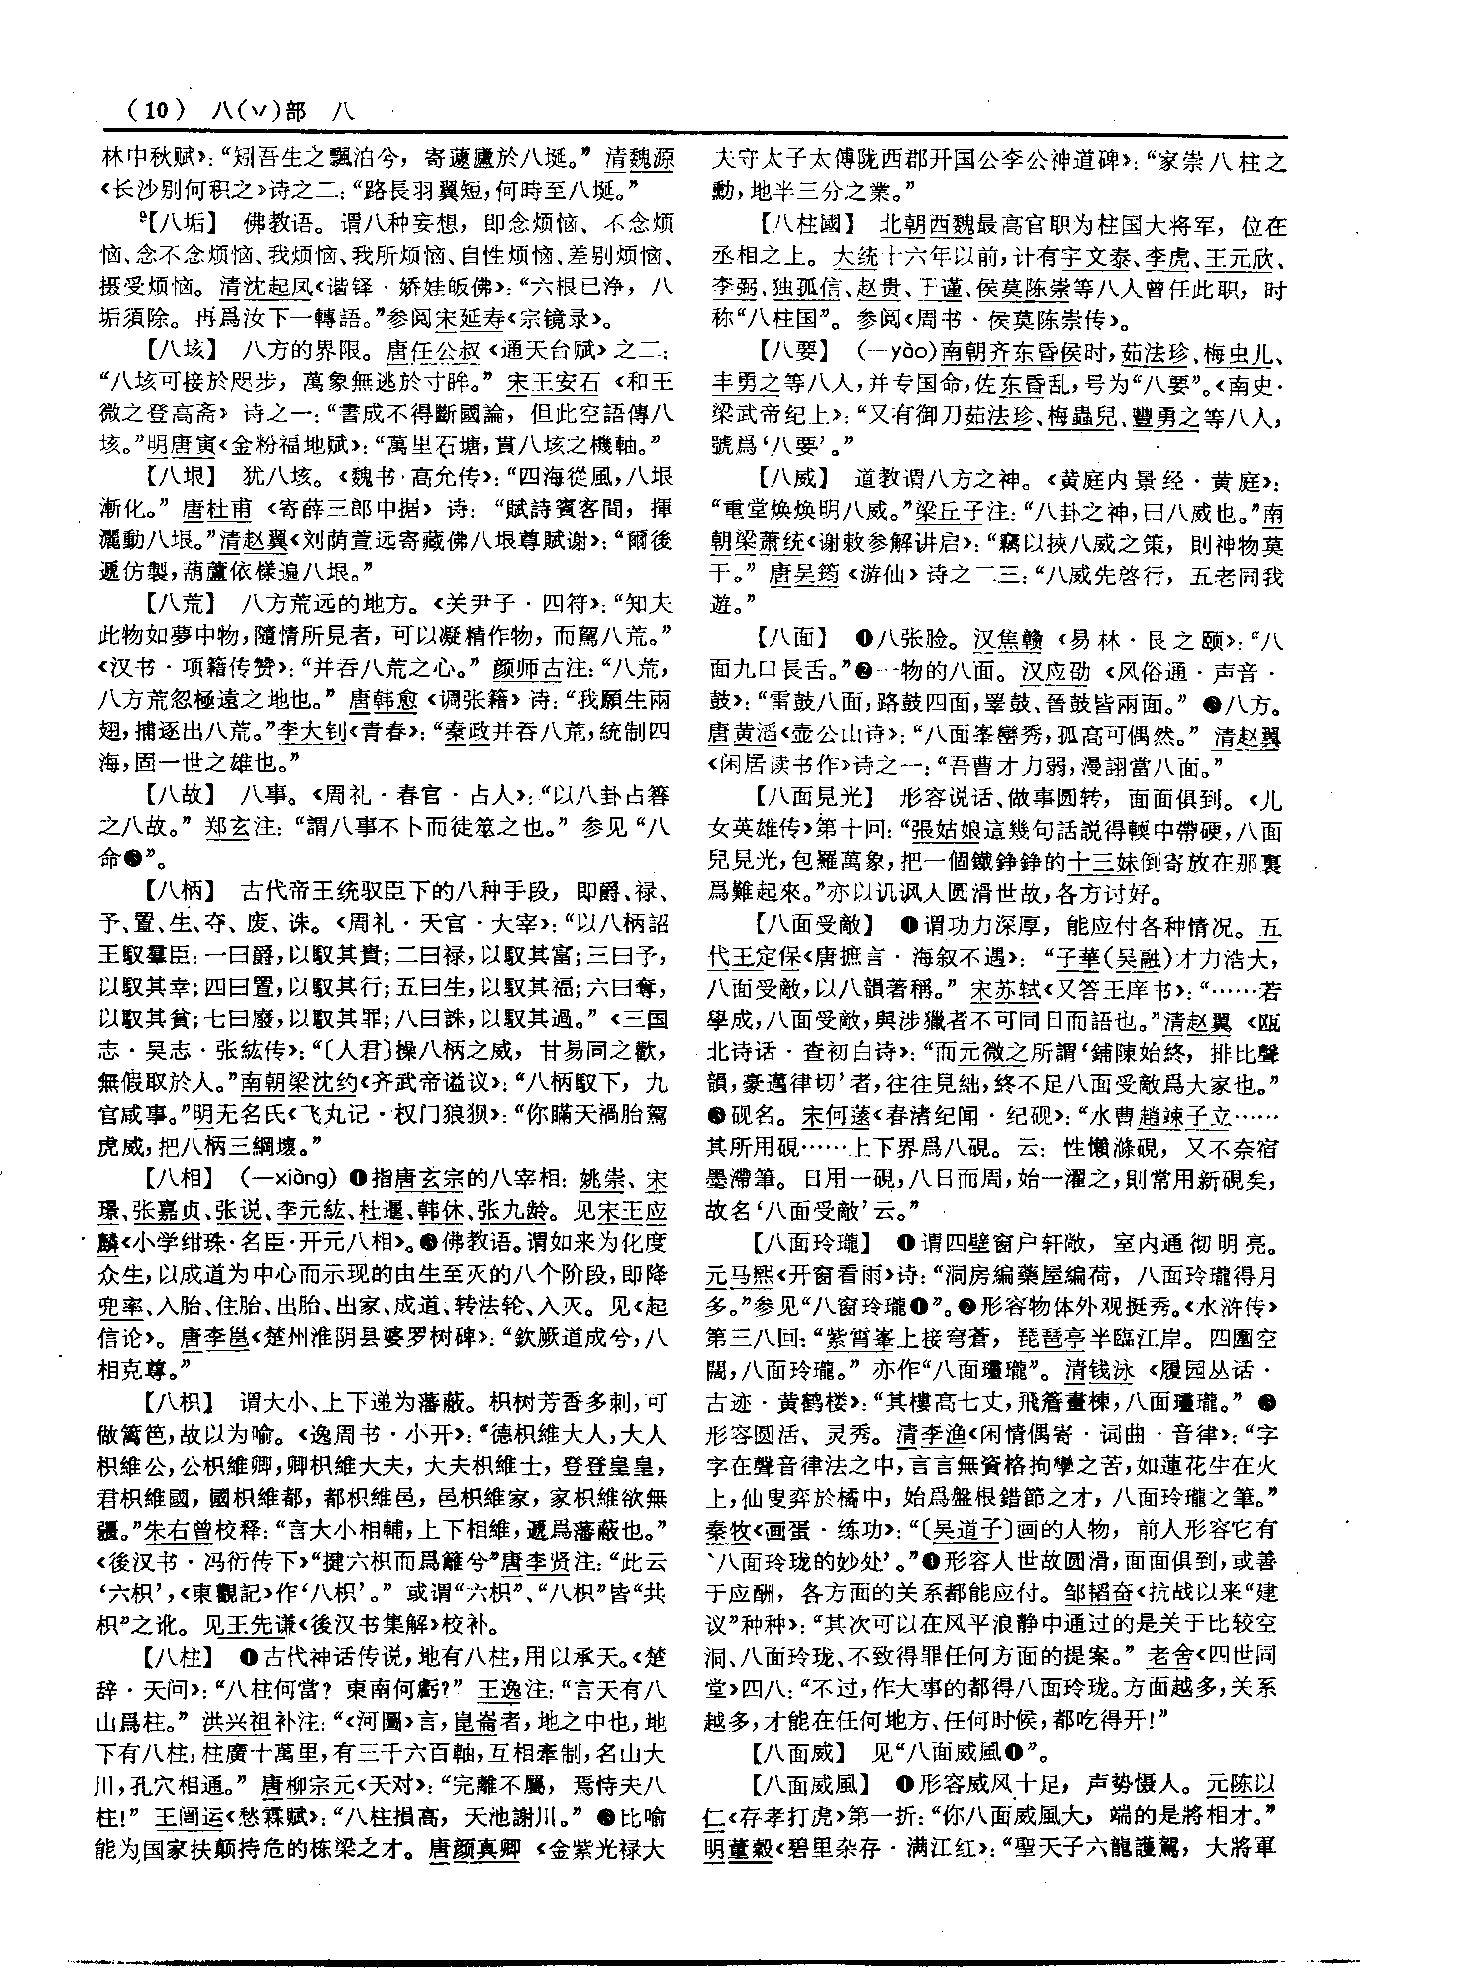 （10） 八(丷)部 八
林中秋赋》：“矧吾生之飄泊兮，寄蘧廬於八埏。”清魏源
《长沙别何积之》诗之二：“路長羽翼短，何時至八埏。”
【八垢】 佛教语。谓八种妄想，即念烦恼、不念烦
恼、念不念烦恼、我烦恼、我所烦恼、自性烦恼、差别烦恼、
摄受烦恼。清沈起凤《谐铎·娇娃皈佛》：“六根已净，八
垢須除。再爲汝下一轉語。”参阅宋延寿《宗镜录》。
【八垓】 八方的界限。唐任公叔《通天台赋》之二：
“八垓可接於咫步，萬象無逃於寸眸。”宋王安石《和王
微之登高斋》诗之一：“書成不得斷國論，但此空語傳八
垓。”明唐寅《金粉福地赋》：“萬里石塘，貫八垓之機軸。”
【八垠】 犹八垓。《魏书·高允传》：“四海從風，八垠
漸化。”唐杜甫《寄薛三郎中据》诗：“賦詩賓客間，揮
灑動八垠。”清赵翼《刘荫萱远寄藏佛八垠尊賦谢》：“爾後
遞仿製，葫蘆依樣遍八垠。”
【八荒】 八方荒远的地方。《关尹子·四符》：“知夫
此物如夢中物，隨情所見者，可以凝精作物，而駕八荒。”
《汉书·项籍传赞》：“并吞八荒之心。”颜师古注：“八荒，
八方荒忽極遠之地也。”唐韩愈《调张籍》诗：“我願生兩
翅，捕逐出八荒。”李大钊《青春》：“秦政并吞八荒，統制四
海，固一世之雄也。”
【八故】 八事。《周礼·春官·占人》：“以八卦占簭
之八故。”郑玄注：“謂八事不卜而徒筮之也。”参见“八
命❸”。
【八柄】 古代帝王统驭臣下的八种手段，即爵、禄、
予、置、生、夺、废、诛。《周礼·天官·大宰》：“以八柄詔
王馭羣臣：一曰爵，以馭其貴；二曰禄，以馭其富；三曰予，
以馭其幸；四曰置，以馭其行；五曰生，以馭其福；六曰奪，
以馭其貧；七曰廢，以馭其罪；八曰誅，以馭其過。”《三国
志·吴志·张紘传》：“〔人君〕操八柄之威，甘易同之歡，
無假取於人。”南朝梁沈约《齐武帝谥议》：“八柄馭下，九
官咸事。”明无名氏《飞丸记·权门狼狈》：“你瞞天禍胎駕
虎威，把八柄三綱壞。”
【八相】 （—xiàng）❶指唐玄宗的八宰相：姚崇、宋
璟、张嘉贞、张说、李元紘、杜暹、韩休、张九龄。见宋王应
麟《小学绀珠·名臣·开元八相》。❷佛教语。谓如来为化度
众生，以成道为中心而示现的由生至灭的八个阶段，即降
兜率、入胎、住胎、出胎、出家、成道、转法轮、入灭。见《起
信论》。唐李邕《楚州淮阴县婆罗树碑》：“欽厥道成兮，八
相克尊。”
【八枳】 谓大小、上下递为藩蔽。枳树芳香多刺，可
做篱笆，故以为喻。《逸周书·小开》：“德枳維大人，大人
枳維公，公枳維卿，卿枳維大夫，大夫枳維士，登登皇皇，
君枳維國，國枳維都，都枳維邑，邑枳維家，家枳維欲無
疆。”朱右曾校释：“言大小相輔，上下相維，遞爲藩蔽也。”
《後汉书·冯衍传下》“揵六枳而爲籬兮”唐李贤注：“此云
‘六枳’，《東觀記》作‘八枳’。”或谓“六枳”、“八枳”皆“共
枳”之讹。见王先谦《後汉书集解》校补。
【八柱】 ❶古代神话传说，地有八柱，用以承天。《楚
辞·天问》：“八柱何當？東南何虧？”王逸注：“言天有八
山爲柱。”洪兴祖补注：“《河圖》言，崑崙者，地之中也，地
下有八柱；柱廣十萬里，有三千六百軸，互相牽制，名山大
川，孔穴相通。”唐柳宗元《天对》：“完離不屬，焉恃夫八
柱！”王闿运《愁霖赋》：“八柱損高，天池謝川。”❷比喻
能为国家扶颠持危的栋梁之才。唐颜真卿《金紫光禄大
夫守太子太傅陇西郡开国公李公神道碑》：“家崇八柱之
勳，地半三分之業。”
【八柱國】 北朝西魏最高官职为柱国大将军，位在
丞相之上。大统十六年以前，计有宇文泰、李虎、王元欣、
李弼、独孤信、赵贵、于谨、侯莫陈崇等八人曾任此职，时
称“八柱国”。参阅《周书·侯莫陈崇传》。
【八要】 （—yào）南朝齐东昏侯时，茹法珍、梅虫儿、
丰勇之等八人，并专国命，佐东昏乱，号为“八要”。《南史·
梁武帝纪上》：“又有御刀茹法珍、梅蟲兒、豐勇之等八人，
號爲‘八要’。”
【八威】 道教谓八方之神。《黄庭内景经·黄庭》：
“重堂焕焕明八威。”梁丘子注：“八卦之神，曰八威也。”南
朝梁萧统《谢敕参解讲启》：“竊以挾八威之策，則神物莫
干。”唐吴筠《游仙》诗之二三：“八威先啓行，五老同我
遊。”
【八面】 ❶八张脸。汉焦赣《易林·艮之颐》：“八
面九口長舌。”❷一物的八面。汉应劭《风俗通·声音·
鼓》：“雷鼓八面，路鼓四面，鼛鼓、晉鼓皆兩面。”❸八方。
唐黄滔《壶公山诗》：“八面峯巒秀，孤高可偶然。”清赵翼
《闲居读书作》诗之一：“吾曹才力弱，漫詡當八面。”
【八面見光】 形容说话、做事圆转，面面俱到。《儿
女英雄传》第十回：“張姑娘這幾句話説得輭中帶硬，八面
兒見光，包羅萬象，把一個鐵錚錚的十三妹倒寄放在那裏
爲難起來。”亦以讥讽人圆滑世故，各方讨好。
【八面受敵】 ❶谓功力深厚，能应付各种情况。五
代王定保《唐摭言·海叙不遇》：“子華（吳融）才力浩大，
八面受敵，以八韻著稱。”宋苏轼《又答王庠书》：“……若
學成，八面受敵，與涉獵者不可同日而語也。”清赵翼《瓯
北诗话·查初白诗》：“而元微之所謂‘鋪陳始終，排比聲
韻，豪邁律切’者，往往見絀，終不足八面受敵爲大家也。”
❷砚名。宋何薳《春渚纪闻·纪砚》：“水曹趙竦子立……
其所用硯……上下界爲八硯。云：性懶滌硯，又不奈宿
墨滯筆。日用一硯，八日而周，始一濯之，則常用新硯矣，
故名‘八面受敵’云。”
【八面玲瓏】 ❶谓四壁窗户轩敞，室内通彻明亮。
元马熙《开窗看雨》诗：“洞房編藥屋编荷，八面玲瓏得月
多。”参见“八窗玲瓏❶”。❷形容物体外观挺秀。《水浒传》
第三八回：“紫霄峯上接穹蒼，琵琶亭半臨江岸。四圍空
闊，八面玲瓏。”亦作“八面瓏瓏”。清钱泳《履园丛话·
古迹·黄鹤楼》：“其樓高七丈，飛簷畫棟，八面瓏瓏。”❸
形容圆活、灵秀。清李渔《闲情偶寄·词曲·音律》：“字
字在聲音律法之中，言言無資格拘攣之苦，如蓮花生在火
上，仙叟弈於橘中，始爲盤根錯節之才，八面玲瓏之筆。”
秦牧《画蛋·练功》：“〔吴道子〕画的人物，前人形容它有
‘八面玲珑的妙处’。”❹形容人世故圆滑，面面俱到，或善
于应酬，各方面的关系都能应付。邹韬奋《抗战以来“建
议”种种》：“其次可以在风平浪静中通过的是关于比较空
洞、八面玲珑、不致得罪任何方面的提案。”老舍《四世同
堂》四八：“不过，作大事的都得八面玲珑。方面越多，关系
越多，才能在任何地方、任何时候，都吃得开！”
【八面威】 见“八面威風❶”。
【八面威風】 ❶形容威风十足，声势慑人。元陈以
仁《存孝打虎》第一折：“你八面威風大，端的是將相才。”
明董穀《碧里杂存·满江红》：“聖天子六龍護駕，大將軍